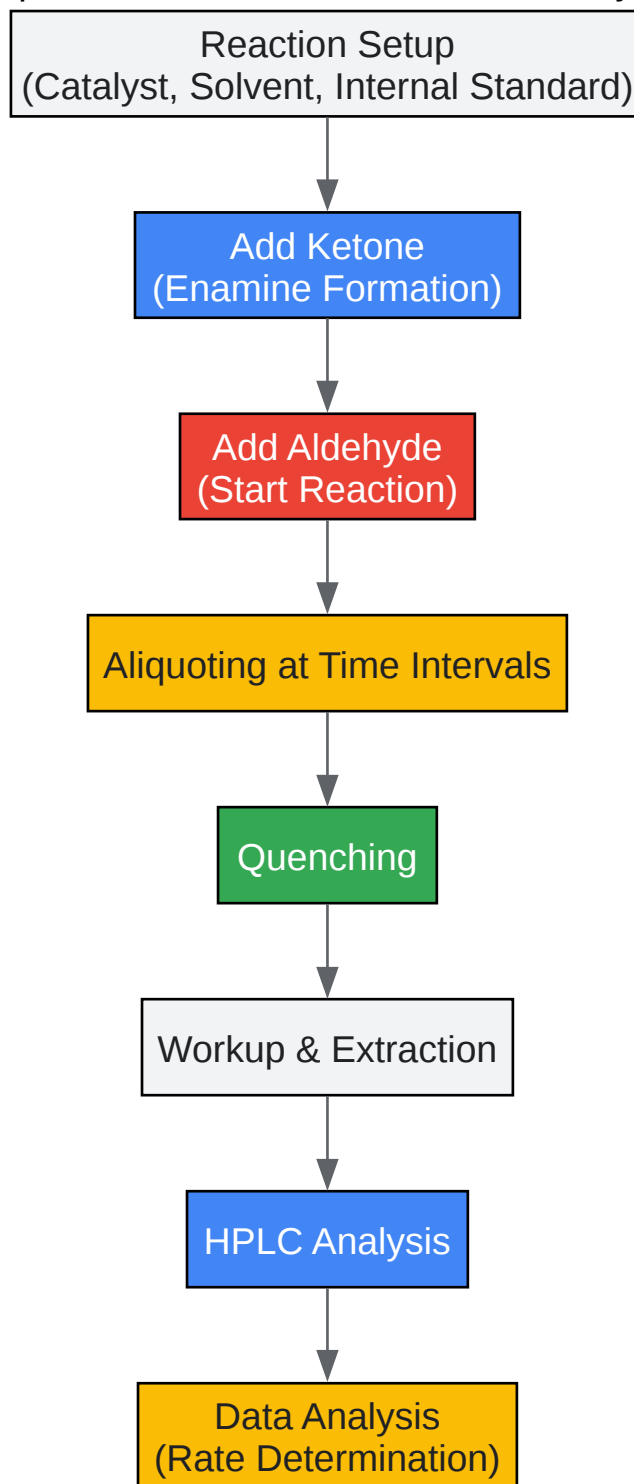 Reaction Setup
(Catalyst, Solvent, Internal Standard)
Add Ketone
(Enamine Formation)
Add Aldehyde
(Start Reaction)
Aliquoting at Time Intervals
Quenching
Workup & Extraction
HPLC Analysis
Data Analysis
(Rate Determination)